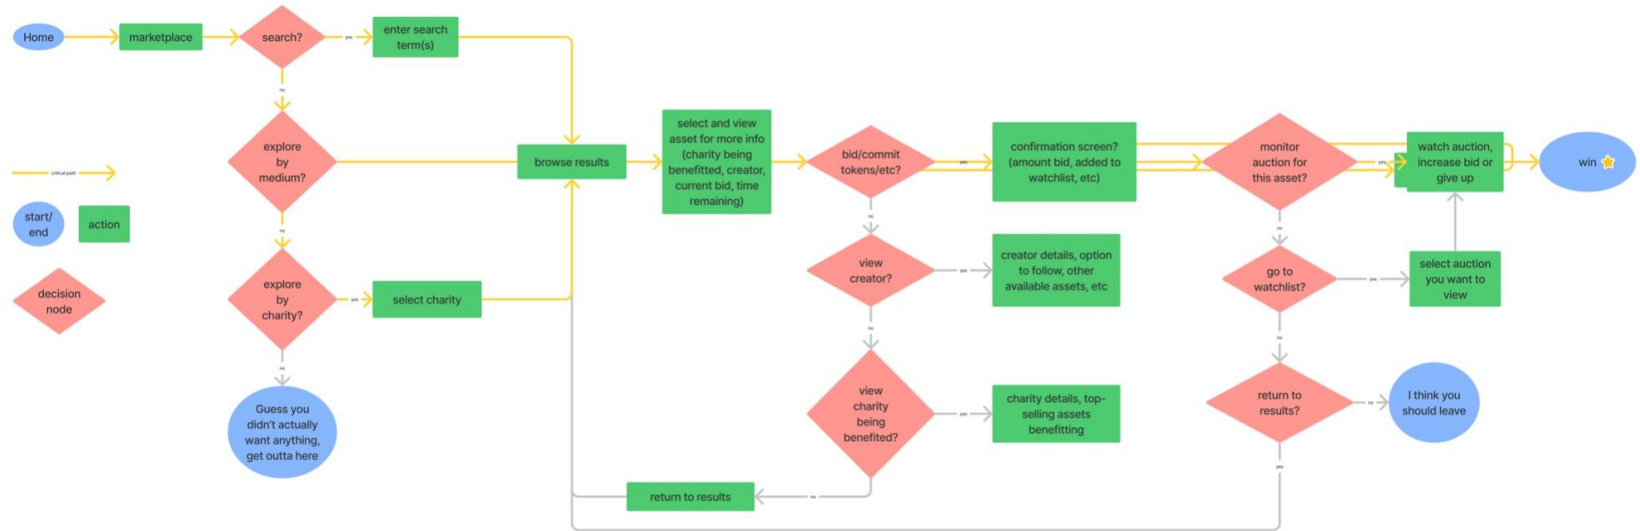 Home
marketplace
search?
yes
enter search
term(s)
no
explore
by
medium?
no
explore
by
charity?
yes
select charity
no
Guess you
didn't actually
want anything,
get outta here
critical path
start/
end
action
decision
node
browse results
select and view
asset for more info
(charity being
benefitted, creator,
current bid, time
remaining)
bid/commit
tokens/etc?
yes
confirmation screen?
(amount bid, added to
watchlist, etc)
no
view
creator?
yes
creator details, option
to follow, other
available assets, etc
no
view
charity
being
benefited?
yes
charity details, top-
selling assets
benefitting
no
return to results
monitor
auction for
this asset?
yes
watch auction,
increase bid or
give up
win
no
go to
watchlist?
yes
select auction
you want to
view
no
return to
results?
no
I think you
should leave
yes